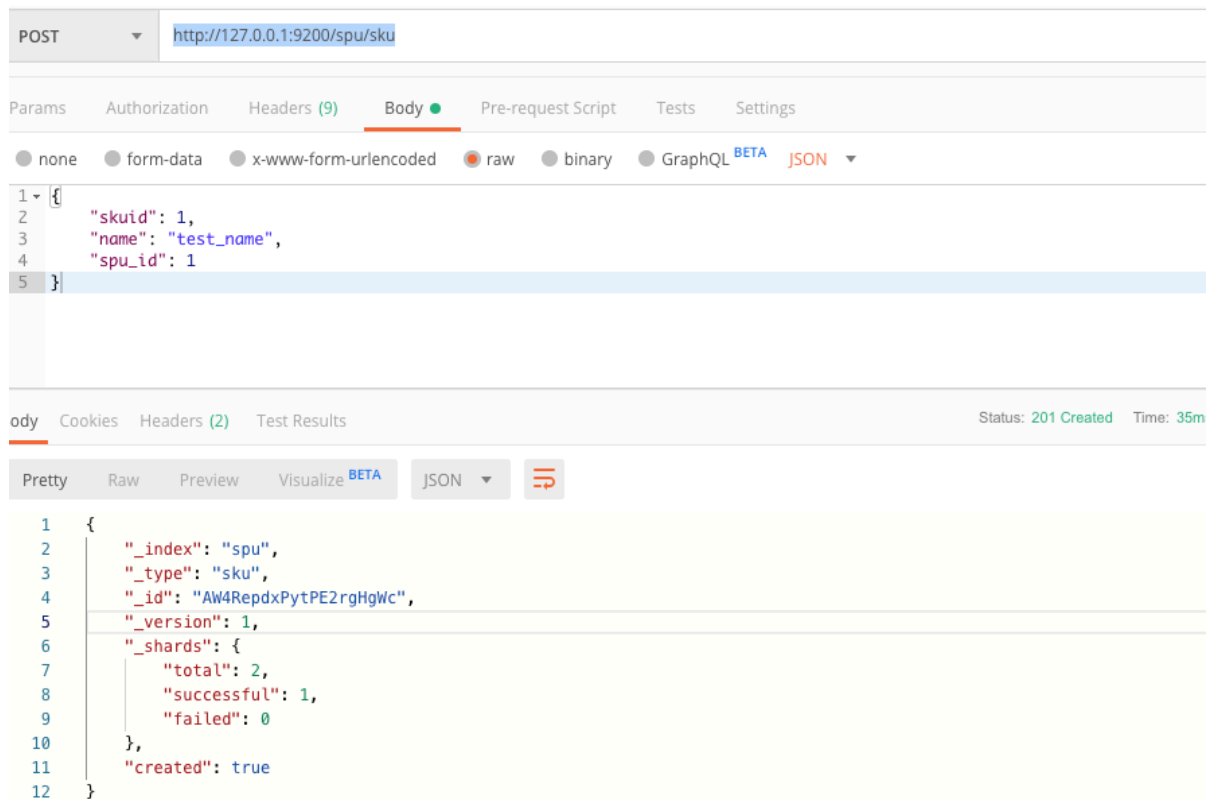 POST http://127.0.0.1:9200/spu/sku
Params Authorization Headers (9) Body Pre-request Script Tests Settings
none form-data x-www-form-urlencoded raw binary GraphQL BETA JSON
1 {
2 "skuid": 1,
3 "name": "test_name",
4 "spu_id": 1
5 }
ody Cookies Headers (2) Test Results Status: 201 Created Time: 35m
Pretty Raw Preview Visualize BETA JSON
1 {
2 "_index": "spu",
3 "_type": "sku",
4 "_id": "AW4RepdxPytPE2rgHgWc",
5 "_version": 1,
6 "_shards": {
7 "total": 2,
8 "successful": 1,
9 "failed": 0
10 },
11 "created": true
12 }